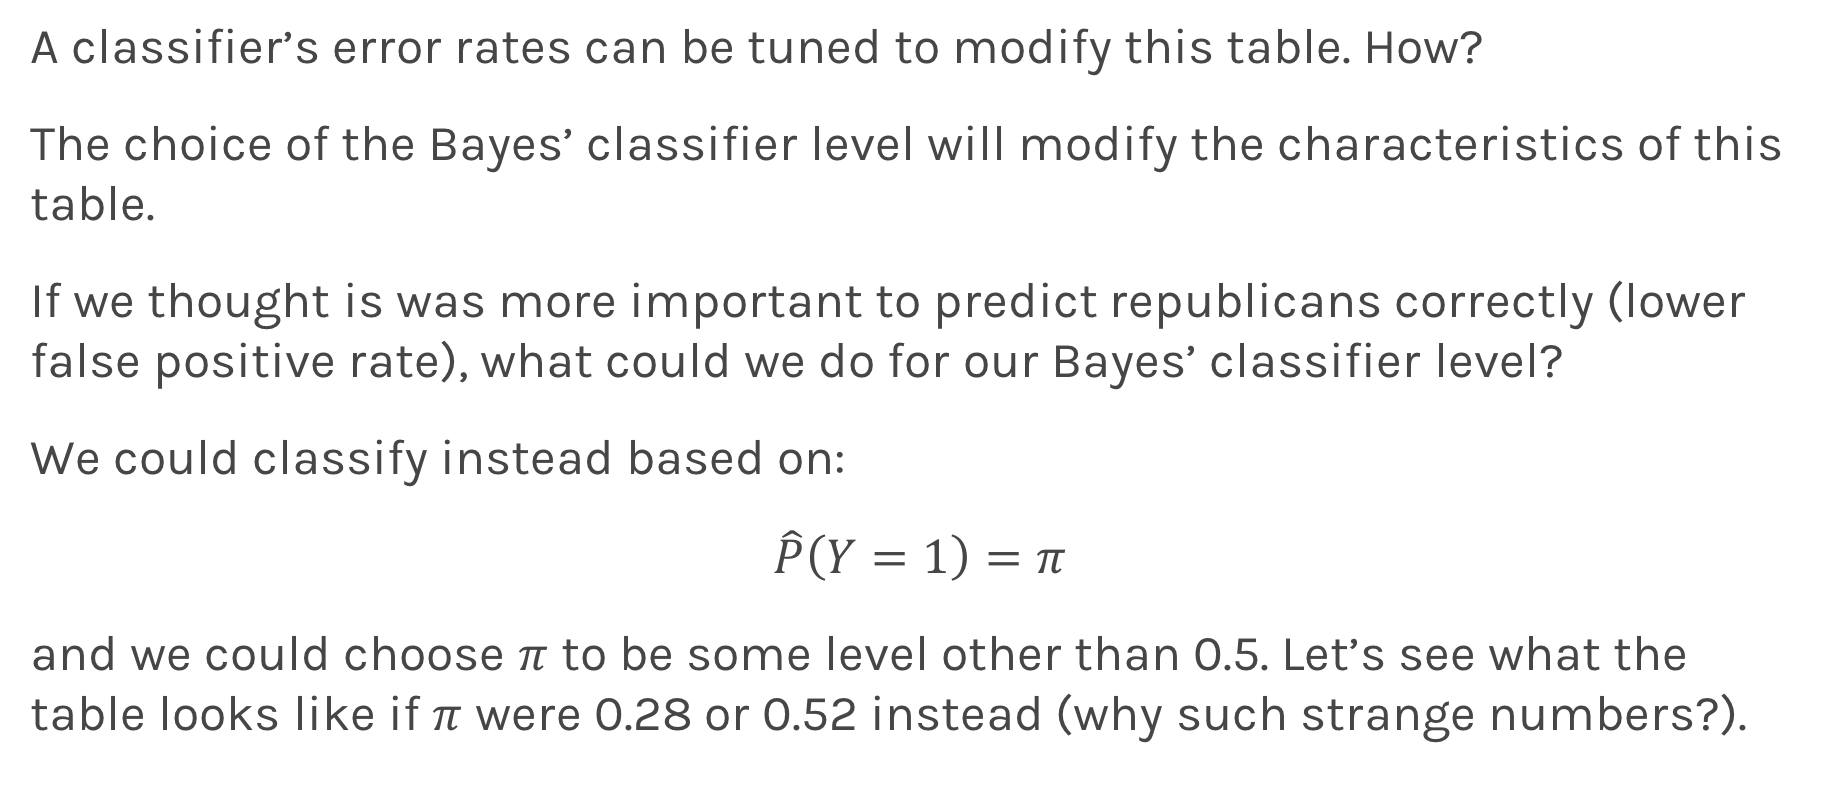 A classifier’s error rates can be tuned to modify this table. How?
The choice of the Bayes’ classifier level will modify the characteristics of this
table.
If we thought is was more important to predict republicans correctly (lower
false positive rate), what could we do for our Bayes’ classifier level?
We could classify instead based on:
P̂(Y = 1) = π
and we could choose π to be some level other than 0.5. Let’s see what the
table looks like if π were 0.28 or 0.52 instead (why such strange numbers?).